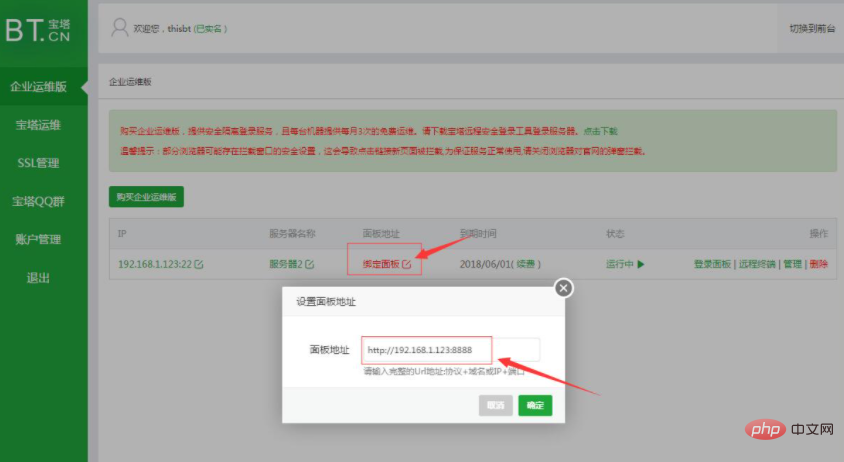 BT.CN 宝塔
欢迎您，thisbt (已实名)
切换到前台
企业运维版
宝塔运维
SSL管理
宝塔QQ群
账户管理
退出
企业运维版
购买企业运维版，提供安全隔离登录服务，且每台机器提供每月3次的免费运维。请下载宝塔远程安全登录工具登录服务器。点击下载
温馨提示：部分浏览器可能存在拦截窗口的安全设置，这会导致点击链接新页面被拦截,为保证服务正常使用,请关闭浏览器对官网的弹窗拦截。
购买企业运维版
IP 服务器名称 面板地址 到期时间 状态 操作
192.168.1.123:22 服务器2 绑定面板 2018/06/01( 续费 ) 运行中 登录面板 | 远程终端 | 管理 | 删除
设置面板地址
面板地址 http://192.168.1.123:8888
请输入完整的Url地址:协议+域名或IP+端口
取消 确定
php 中文网